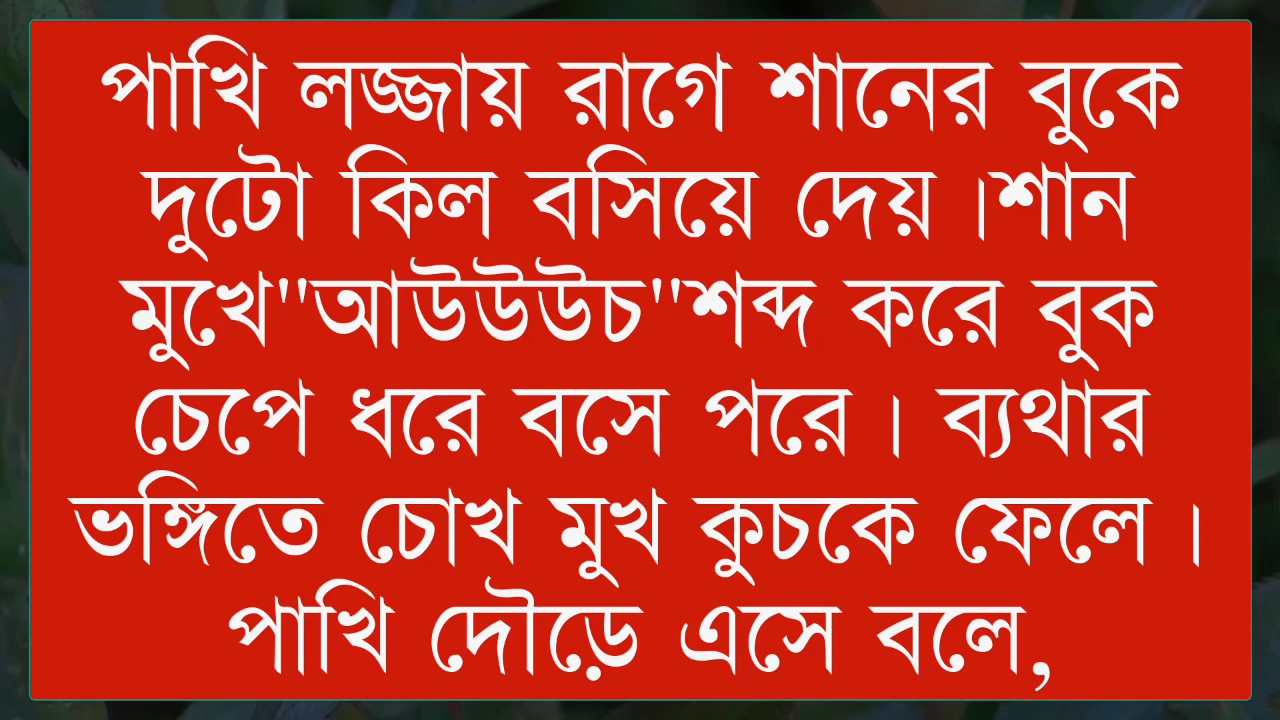 পাখি লজ্জায় রাগে শানের বুকে
দুটো কিল বসিয়ে দেয় ।শান
মুখে"আউউউচ"শব্দ করে বুক
চেপে ধরে বসে পরে । ব্যথার
ভঙ্গিতে চোখ মুখ কুচকে ফেলে ।
পাখি দৌড়ে এসে বলে,